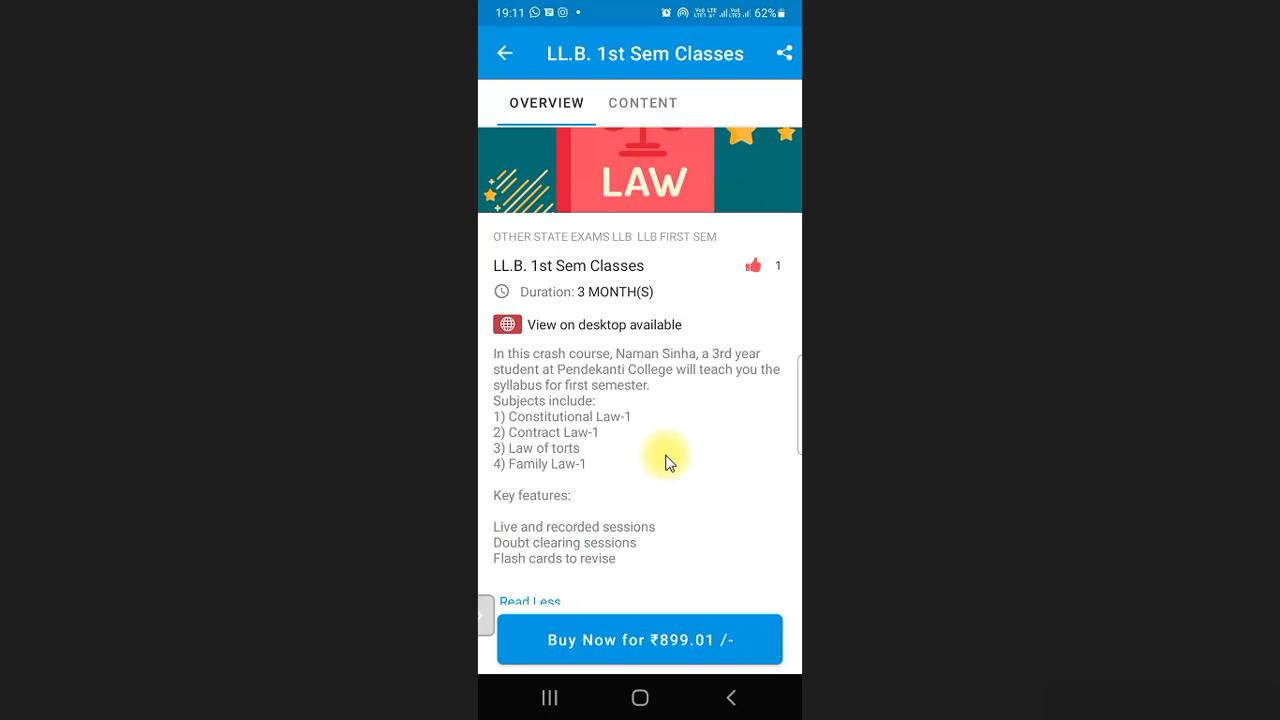 19:11
62%
LL.B. 1st Sem Classes
OVERVIEW CONTENT
LAW
OTHER STATE EXAMS LLB LLB FIRST SEM
LL.B. 1st Sem Classes 1
Duration: 3 MONTH(S)
View on desktop available
In this crash course, Naman Sinha, a 3rd year
student at Pendekanti College will teach you the
syllabus for first semester.
Subjects include:
1) Constitutional Law-1
2) Contract Law-1
3) Law of torts
4) Family Law-1
Key features:
Live and recorded sessions
Doubt clearing sessions
Flash cards to revise
Read Less
Buy Now for ₹899.01 /-